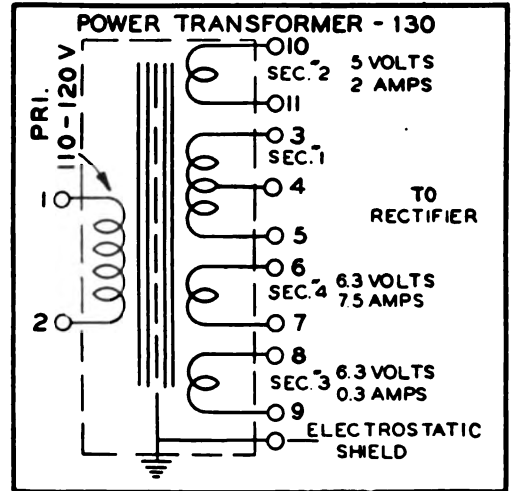 POWER TRANSFORMER - 130
PRI.
110-120 V
1
2
10
SEC.-2
11
5 VOLTS
2 AMPS
3
SEC.-1
4
5
TO
RECTIFIER
6
SEC.-4
7
6.3 VOLTS
7.5 AMPS
8
SEC.-3
9
6.3 VOLTS
0.3 AMPS
ELECTROSTATIC
SHIELD